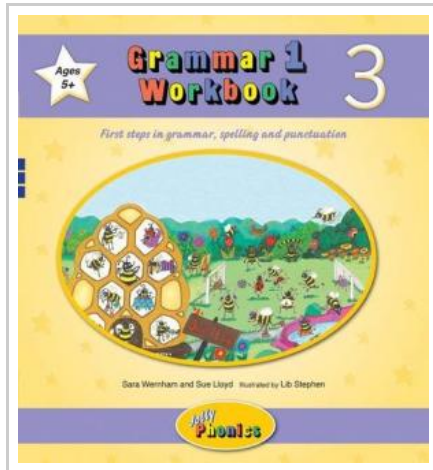 Ages
5+
Grammar 1
Workbook
3
First steps in grammar, spelling and punctuation
Sara Wernham and Sue Lloyd Illustrated by Lib Stephen
Jolly
Phonics